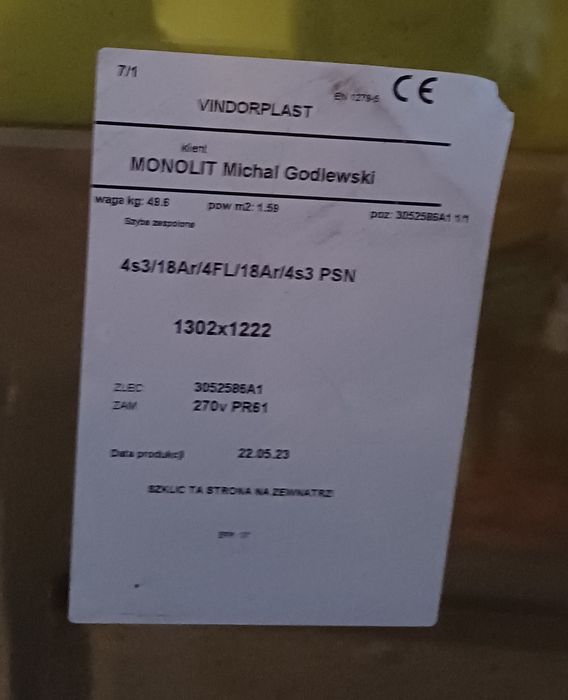 7/1
EN 1279-5 CE
VINDORPLAST
klient
MONOLIT Michal Godlewski
waga kg: 49.6 pow m2: 1.59 poz: 3052586A1 1/1
Szyba zespolona
4s3/18Ar/4FL/18Ar/4s3 PSN
1302x1222
ZLEC 3052586A1
ZAM 270v PR61
Data produkcji 22.05.23
SZKLIC TA STRONA NA ZEWNATRZ